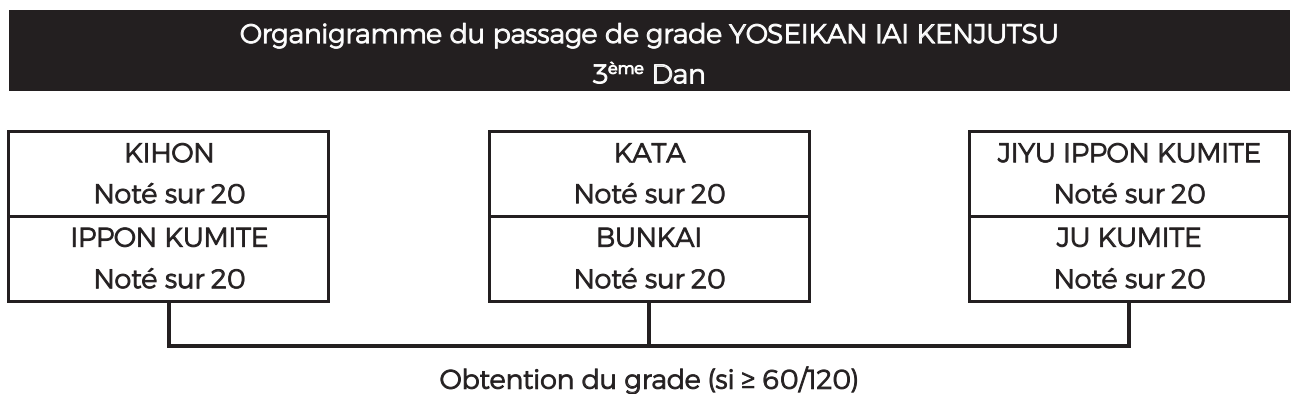 Organigramme du passage de grade YOSEIKAN IAI KENJUTSU
3ème Dan
KIHON
Noté sur 20
IPPON KUMITE
Noté sur 20
KATA
Noté sur 20
BUNKAI
Noté sur 20
JIYU IPPON KUMITE
Noté sur 20
JU KUMITE
Noté sur 20
Obtention du grade (si ≥ 60/120)